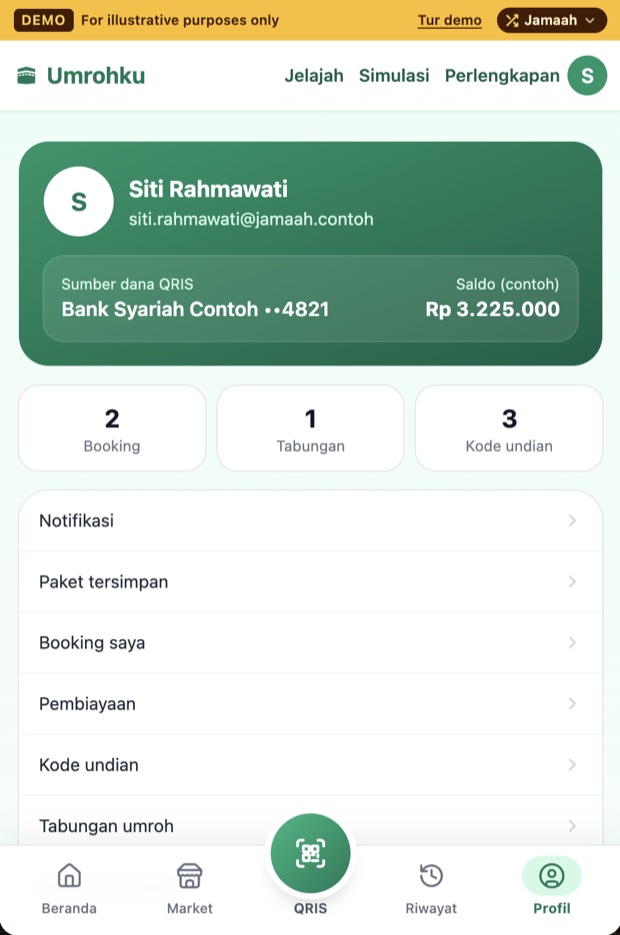 DEMO For illustrative purposes only Tur demo Jamaah
Umrohku Jelajah Simulasi Perlengkapan S
S
Siti Rahmawati
siti.rahmawati@jamaah.contoh
Sumber dana QRIS Saldo (contoh)
Bank Syariah Contoh ••4821 Rp 3.225.000
2 1 3
Booking Tabungan Kode undian
Notifikasi
Paket tersimpan
Booking saya
Pembiayaan
Kode undian
Tabungan umroh
Beranda Market QRIS Riwayat Profil